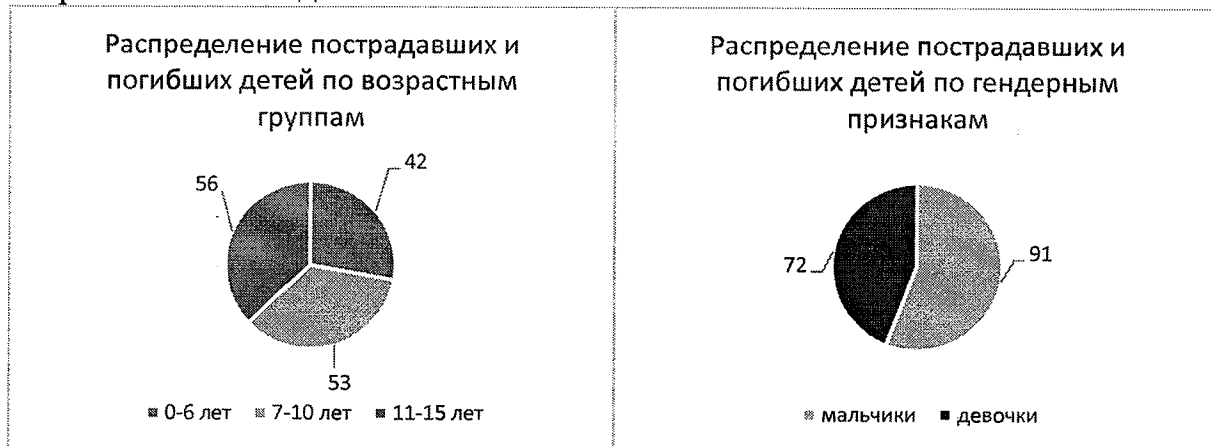 Распределение пострадавших и
погибших детей по возрастным
группам
56
42
53
0-6 лет 7-10 лет 11-15 лет
Распределение пострадавших и
погибших детей по гендерным
признакам
72
91
мальчики девочки